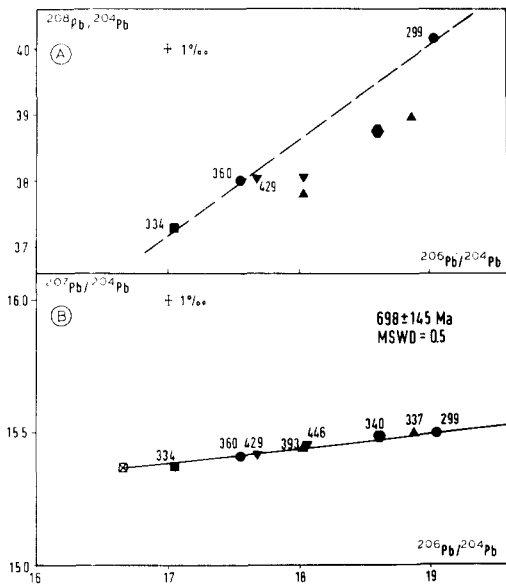 208Pb/204Pb
A
1‰
299
40
39
38
37
360
429
334
206Pb/204Pb
207Pb/204Pb
B
1‰
698±145 Ma
MSWD = 0.5
16.0
15.5
15.0
334
360 429
393
446
340
337
299
206Pb/204Pb
16 17 18 19